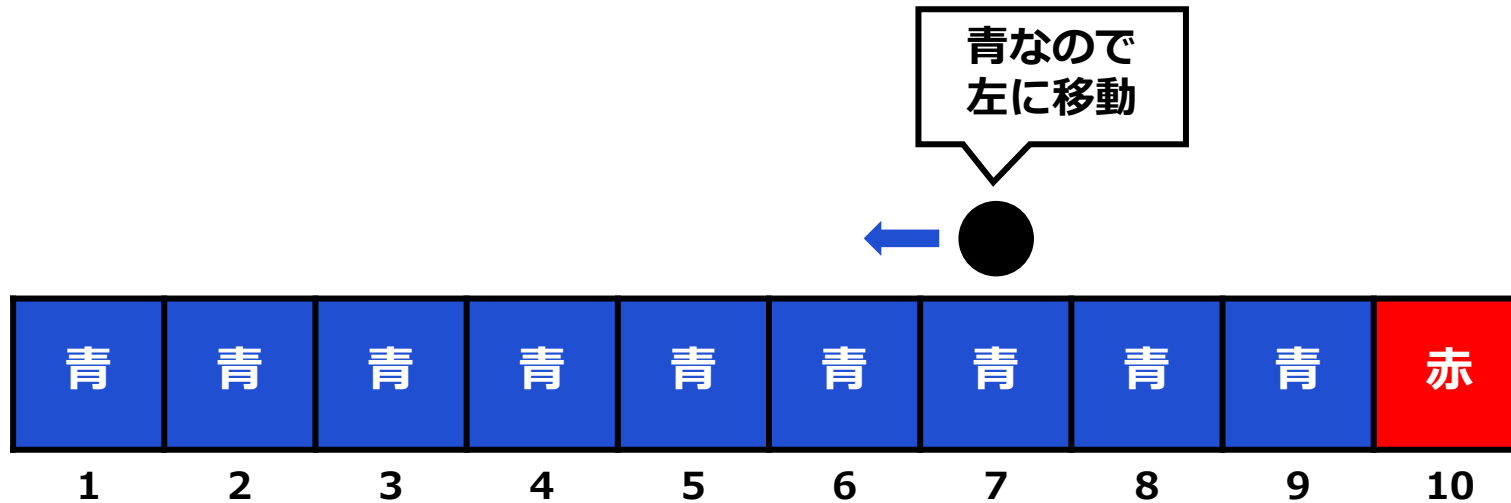 青なので
左に移動
青 青 青 青 青 青 青 青 青 赤
1 2 3 4 5 6 7 8 9 10